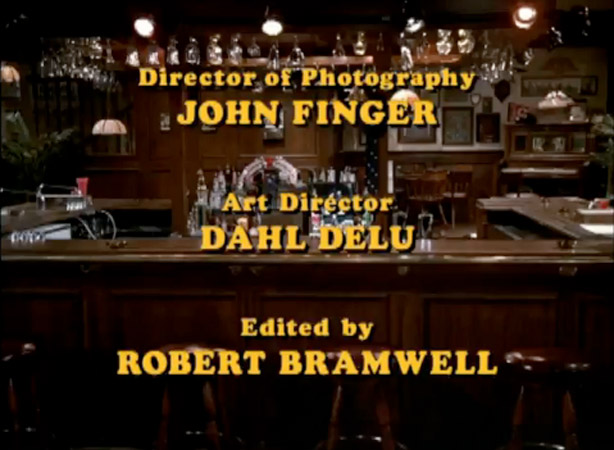 Director of Photography
JOHN FINGER
Art Director
DAHL DELU
Edited by
ROBERT BRAMWELL